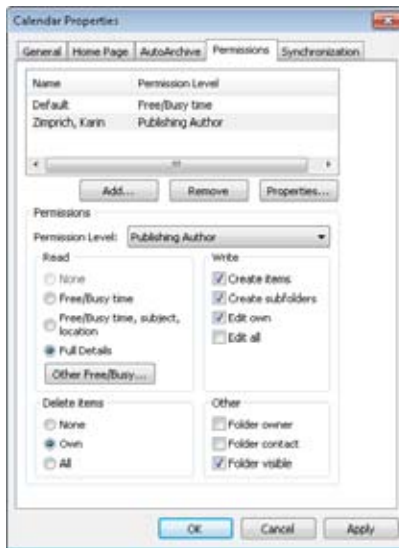 Calendar Properties
General Home Page AutoArchive Permissions Synchronization
Name Permission Level
Default Free/Busy time
Zimprich, Karin Publishing Author
Add... Remove Properties...
Permissions
Permission Level: Publishing Author
Read
None
Free/Busy time
Free/Busy time, subject,
location
Full Details
Other Free/Busy...
Write
Create items
Create subfolders
Edit own
Edit all
Delete items
None
Own
All
Other
Folder owner
Folder contact
Folder visible
OK Cancel Apply